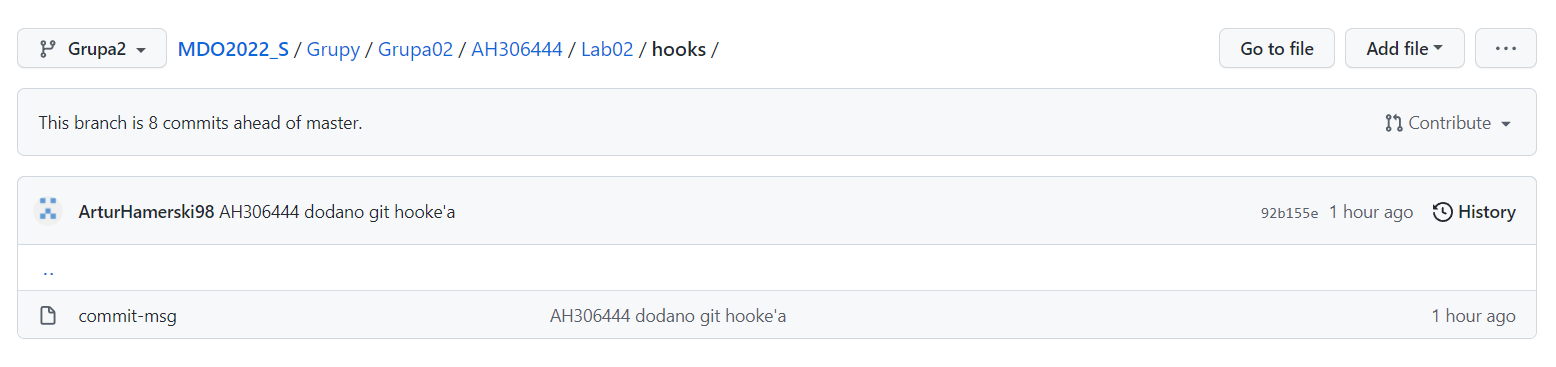 Grupa2 MDO2022_S / Grupy / Grupa02 / AH306444 / Lab02 / hooks / Go to file Add file ...
This branch is 8 commits ahead of master. Contribute
ArturHamerski98 AH306444 dodano git hooke'a 92b155e 1 hour ago History
..
commit-msg AH306444 dodano git hooke'a 1 hour ago